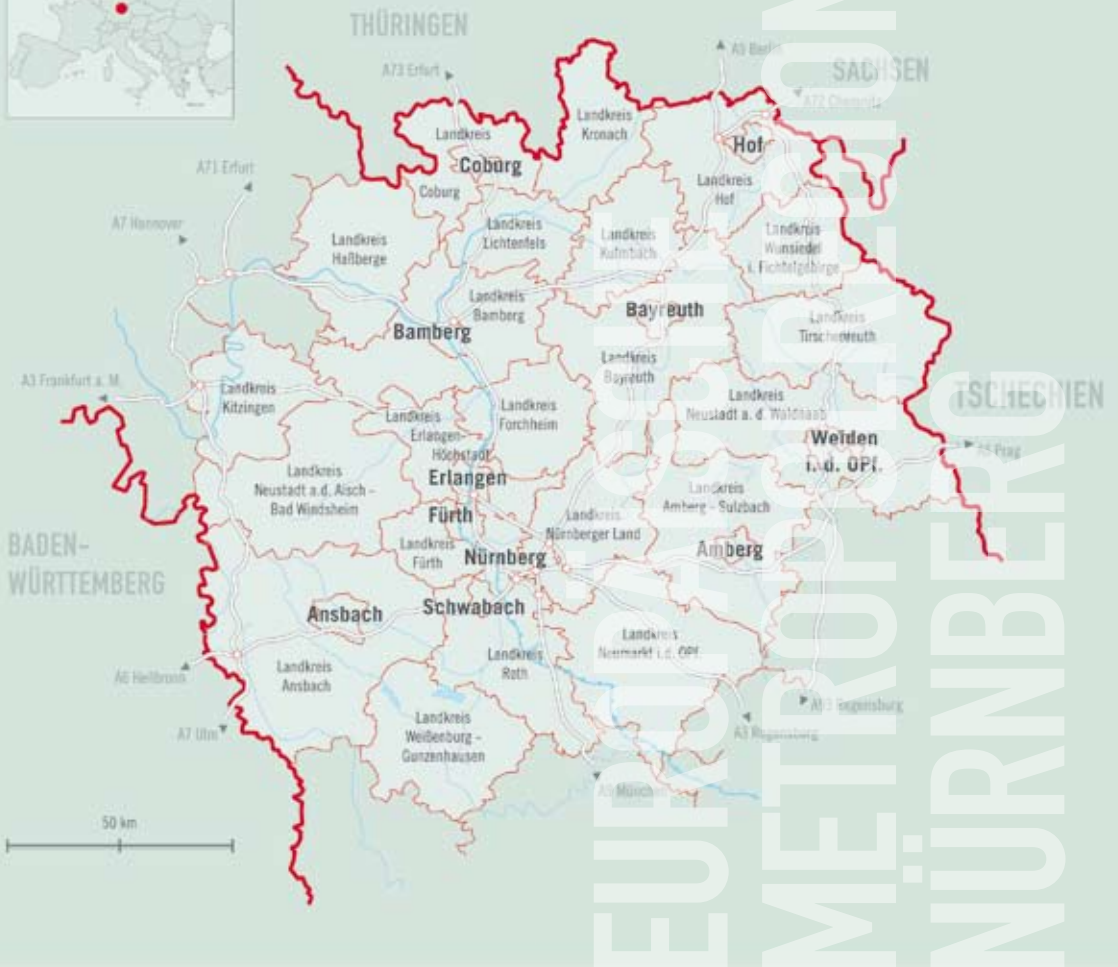 THÜRINGEN
A9 Berlin
A73 Erfurt
SACHSEN
A72 Chemnitz
Landkreis
Kronach
Landkreis
Coburg
Coburg
Hof
Landkreis
Hof
A71 Erfurt
A7 Hannover
Landkreis
Haßberge
Landkreis
Lichtenfels
Landkreis
Kulmbach
Landkreis
Wunsiedel
i. Fichtelgebirge
Landkreis
Bamberg
Bamberg
Bayreuth
Landkreis
Bayreuth
Landkreis
Tirschenreuth
A3 Frankfurt a. M.
Landkreis
Kitzingen
Landkreis
Erlangen-
Höchstadt
Landkreis
Forchheim
Landkreis
Neustadt a. d. Waldnaab
TSCHECHIEN
Weiden
i. d. OPf.
A6 Prag
Landkreis
Neustadt a.d. Aisch -
Bad Windsheim
Erlangen
Fürth
Landkreis
Fürth
Nürnberg
Landkreis
Nürnberger Land
Landkreis
Amberg - Sulzbach
Amberg
BADEN-
WÜRTTEMBERG
Ansbach
Schwabach
Landkreis
Ansbach
Landkreis
Roth
Landkreis
Neumarkt i.d. OPf.
A6 Heilbronn
A7 Ulm
Landkreis
Weißenburg -
Gunzenhausen
A93 Regensburg
A3 Regensburg
A9 München
50 km
EUROPÄISCHE
METROPOLREGION
NÜRNBERG